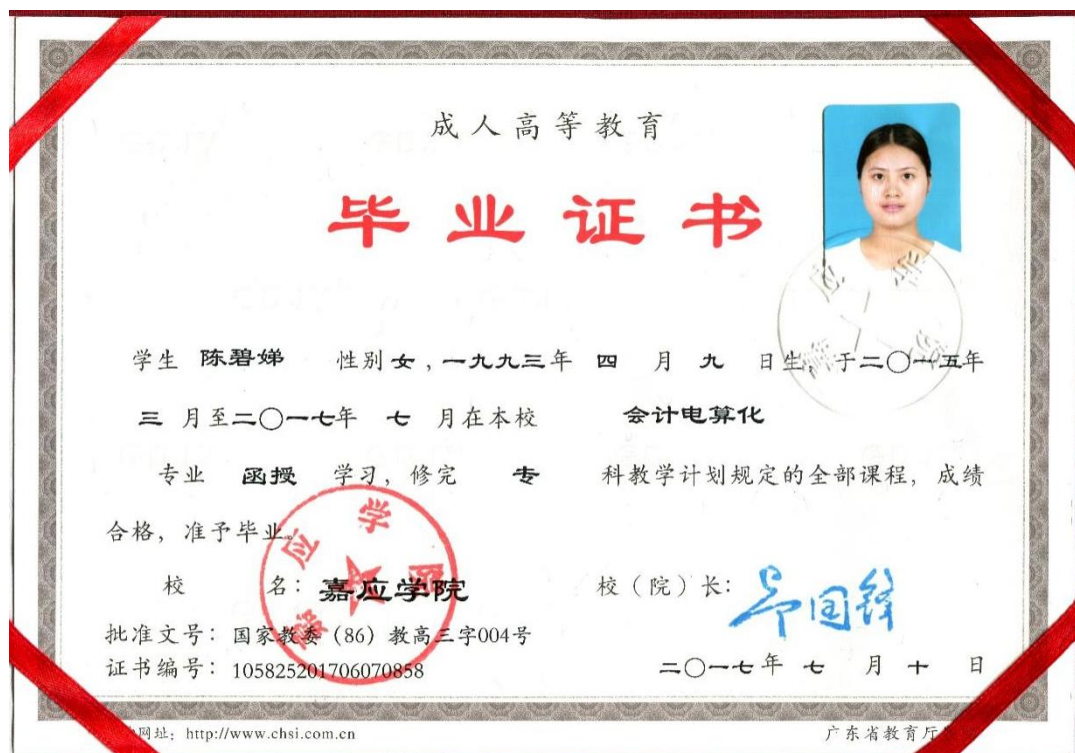 成人高等教育
毕业证书
学生 陈碧娣 性别 女，一九九三年 四 月 九 日生，于二〇一五年
三 月至二〇一七年 七 月在本校 会计电算化
专业 函授 学习，修完 专 科教学计划规定的全部课程，成绩
合格，准予毕业。
校 名：嘉应学院 校（院）长：
批准文号：国家教委（86）教高三字004号
证书编号：105825201706070858 二〇一七年 七 月 十 日
嘉应学院
网址：http://www.chsi.com.cn 广东省教育厅